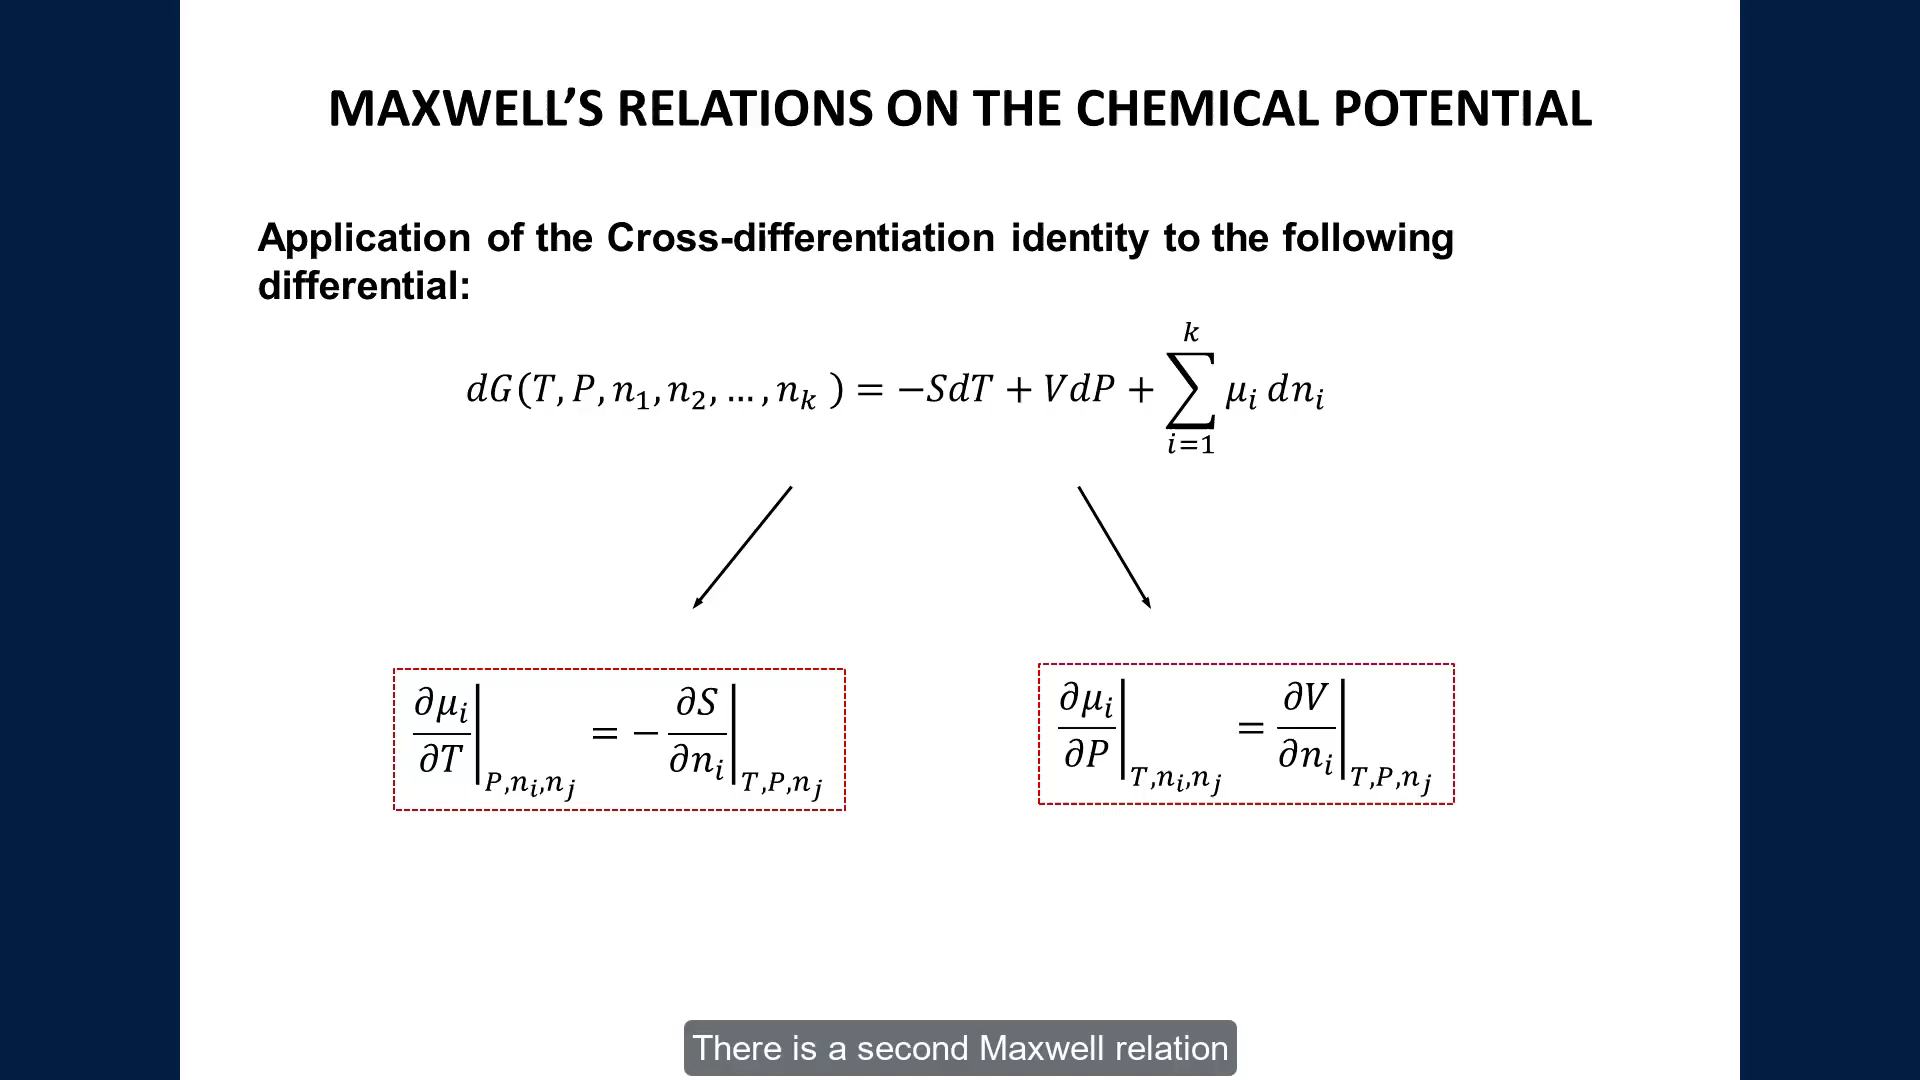 MAXWELL’S RELATIONS ON THE CHEMICAL POTENTIAL
Application of the Cross-differentiation identity to the following
differential:
dG(T, P, n₁, n₂, … , nₖ ) = −SdT + VdP + ∑ᵢ₌₁ᵏ μᵢ dnᵢ
∂μᵢ/∂T|P,nᵢ,nⱼ = − ∂S/∂nᵢ|T,P,nⱼ
∂μᵢ/∂P|T,nᵢ,nⱼ = ∂V/∂nᵢ|T,P,nⱼ
There is a second Maxwell relation